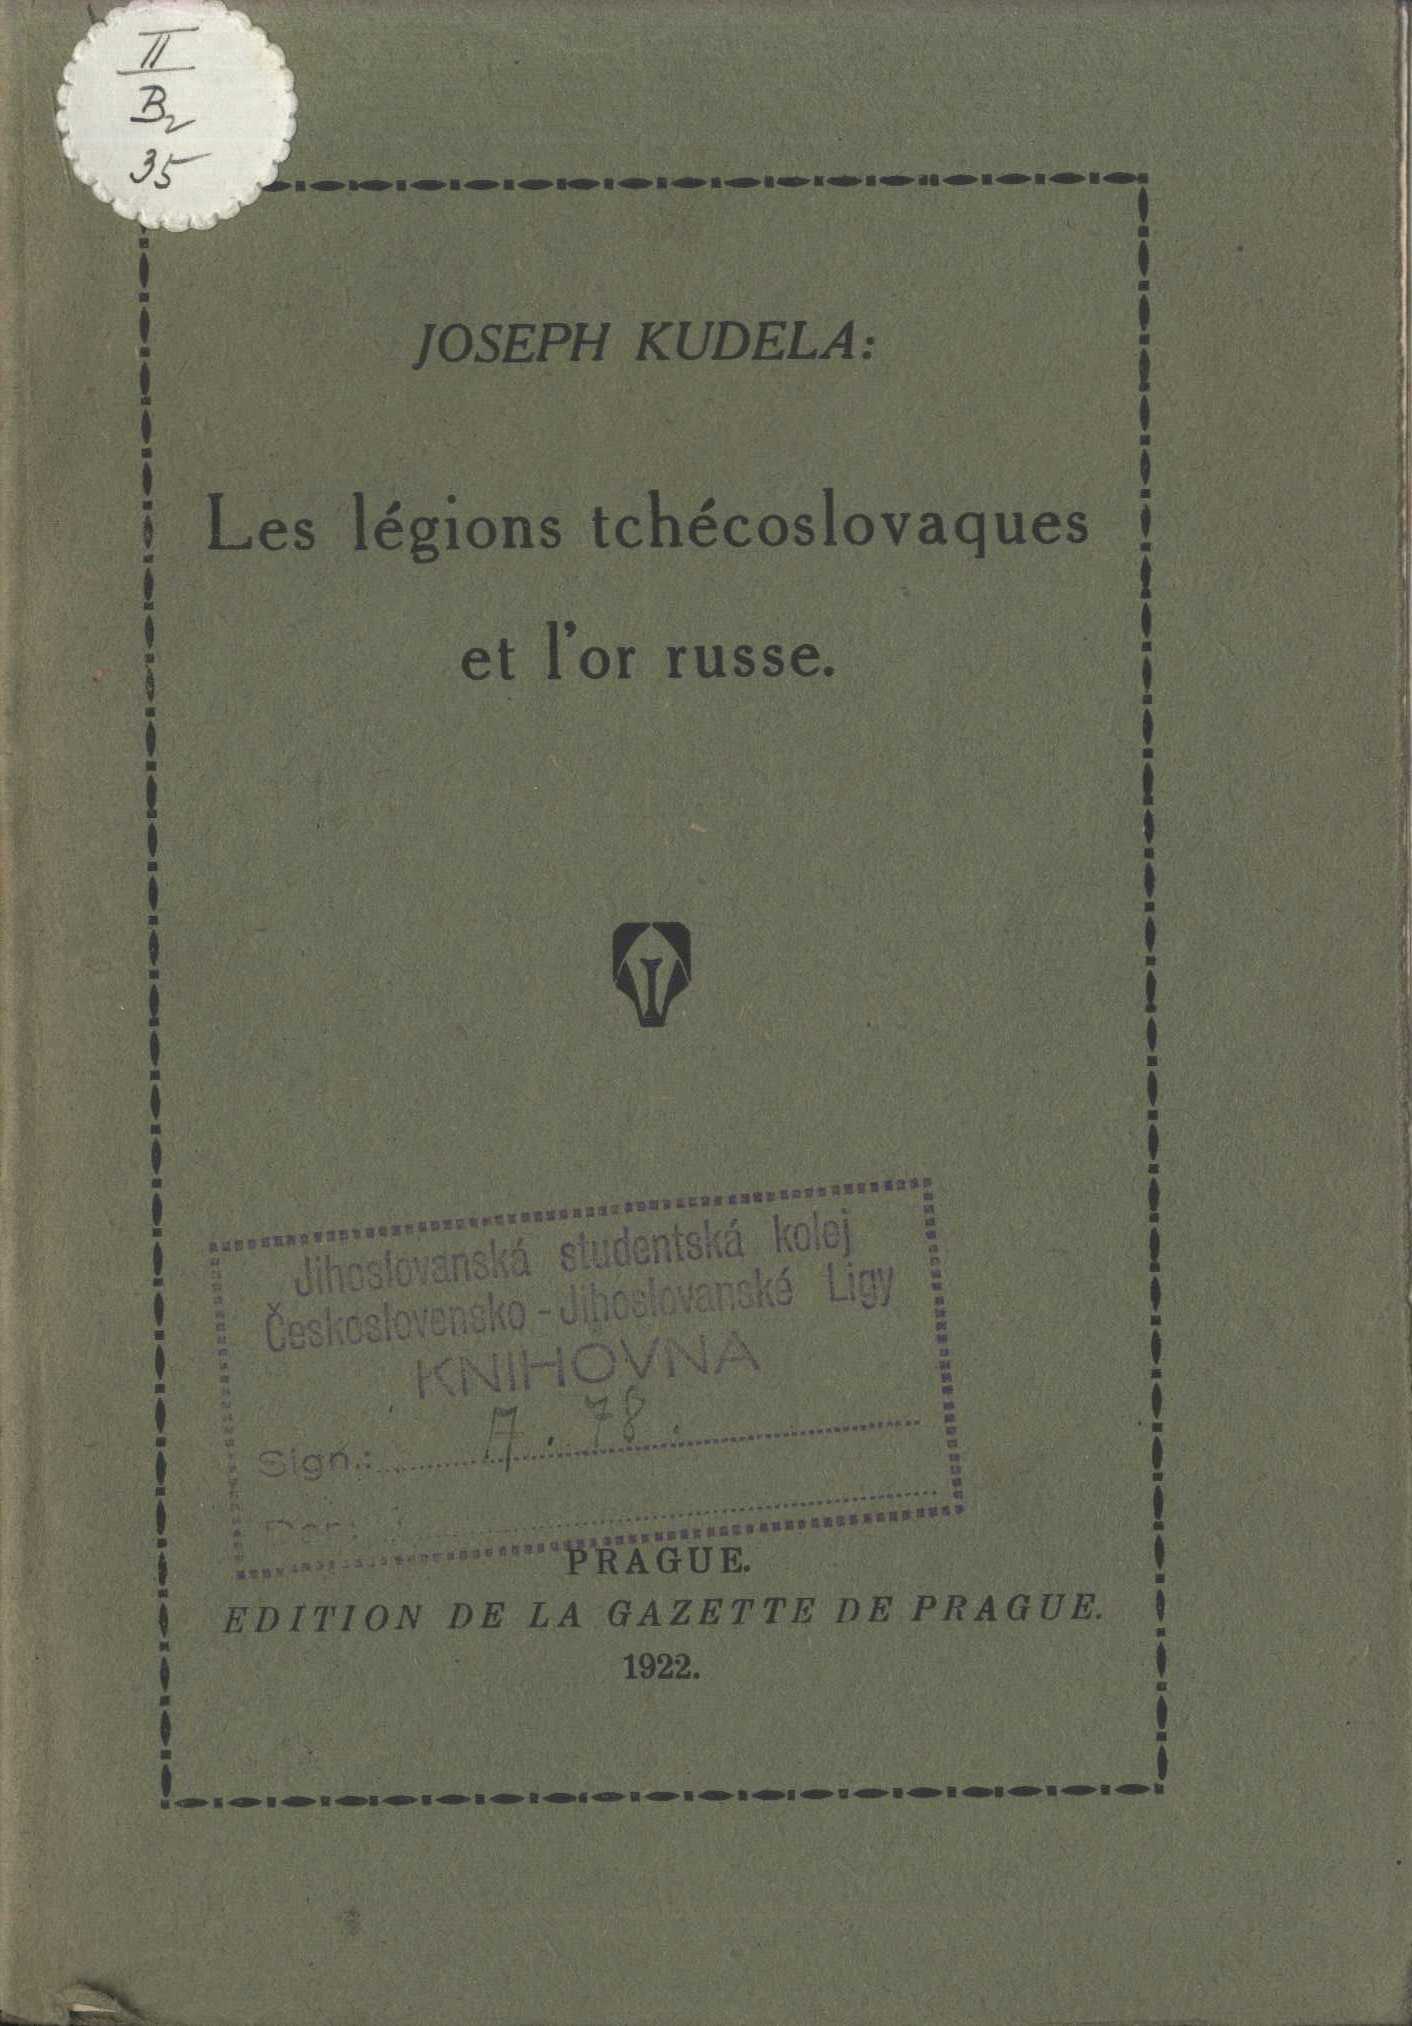 II
B2
35
JOSEPH KUDELA:
Les légions tchécoslovaques
et l'or russe.
Jihoslovanská studentská kolej
Československo-Jihoslovanské Ligy
KNIHOVNA
Sign.: A. 78.
PRAGUE.
EDITION DE LA GAZETTE DE PRAGUE.
1922.